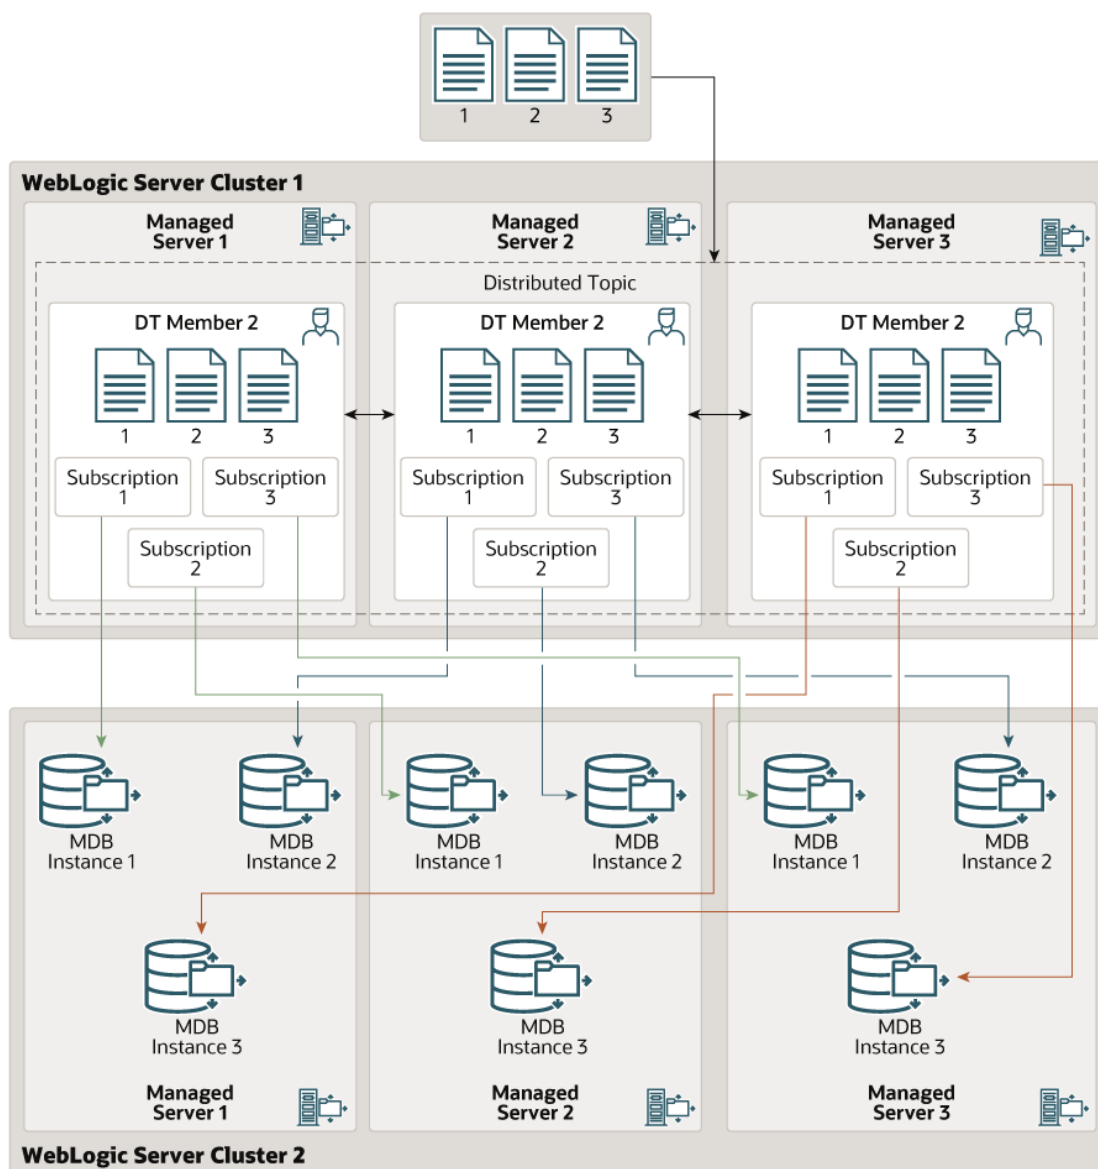 1
2
3
WebLogic Server Cluster 1
Managed
Server 1
Managed
Server 2
Managed
Server 3
Distributed Topic
DT Member 2
1
2
3
Subscription
1
Subscription
3
Subscription
2
DT Member 2
1
2
3
Subscription
1
Subscription
3
Subscription
2
DT Member 2
1
2
3
Subscription
1
Subscription
3
Subscription
2
MDB
Instance 1
MDB
Instance 2
MDB
Instance 3
Managed
Server 1
MDB
Instance 1
MDB
Instance 2
MDB
Instance 3
Managed
Server 2
MDB
Instance 1
MDB
Instance 2
MDB
Instance 3
Managed
Server 3
WebLogic Server Cluster 2